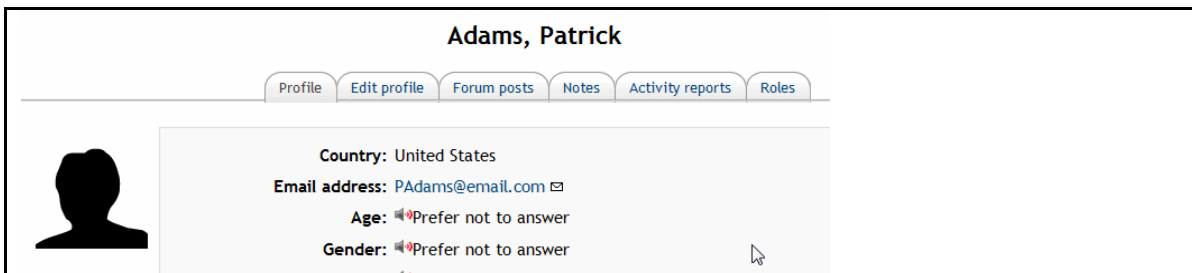 Adams, Patrick
Profile Edit profile Forum posts Notes Activity reports Roles
Country: United States
Email address: PAdams@email.com
Age: Prefer not to answer
Gender: Prefer not to answer